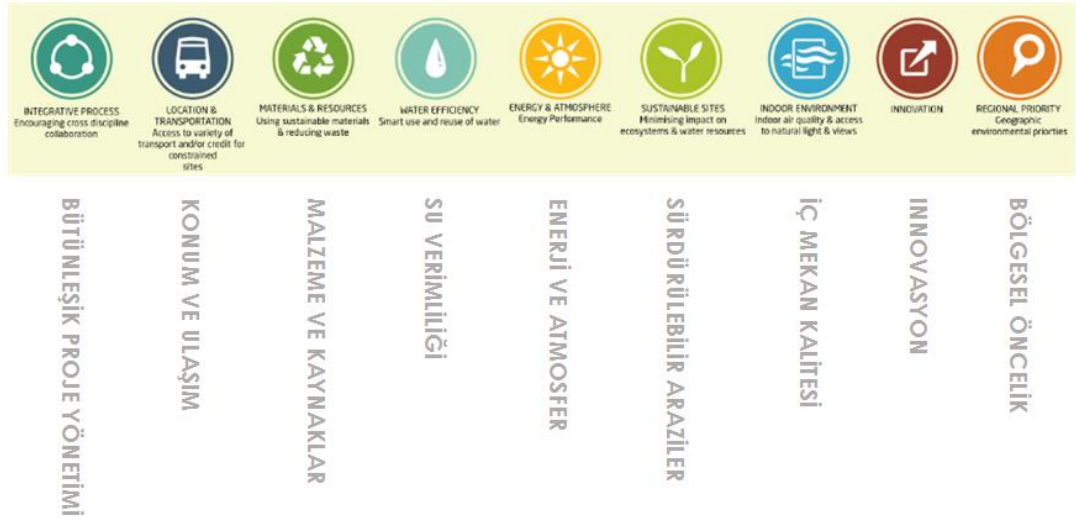 INTEGRATIVE PROCESS
Encouraging cross discipline
collaboration
LOCATION &
TRANSPORTATION
Access to variety of
transport and/or credit for
constrained
sites
MATERIALS & RESOURCES
Using sustainable materials
& reducing waste
WATER EFFICIENCY
Smart use and reuse of water
ENERGY & ATMOSPHERE
Energy Performance
SUSTAINABLE SITES
Minimising impact on
ecosystems & water resources
INDOOR ENVIRONMENT
Indoor air quality & access
to natural light & views
INNOVATION
REGIONAL PRIORITY
Geographic
environmental priorties
BÜTÜNLEŞİK PROJE YÖNETİMİ
KONUM VE ULAŞIM
MALZEME VE KAYNAKLAR
SU VERİMLİLİĞİ
ENERJİ VE ATMOSFER
SÜRDÜRÜLEBİLİR ARAZİLER
İÇ MEKAN KALİTESİ
INNOVASYON
BÖLGESEL ÖNCELİK